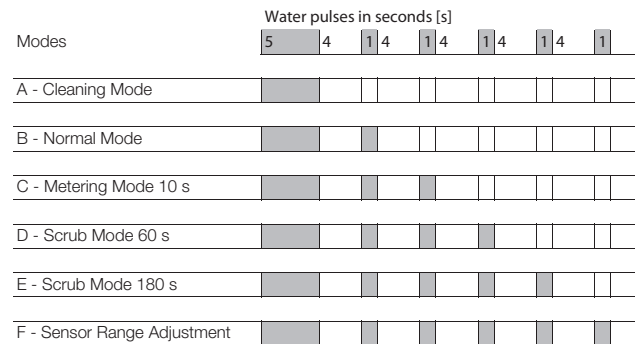 Water pulses in seconds [s]
Modes 5 4 1 4 1 4 1 4 1 4 1
A - Cleaning Mode
B - Normal Mode
C - Metering Mode 10 s
D - Scrub Mode 60 s
E - Scrub Mode 180 s
F - Sensor Range Adjustment